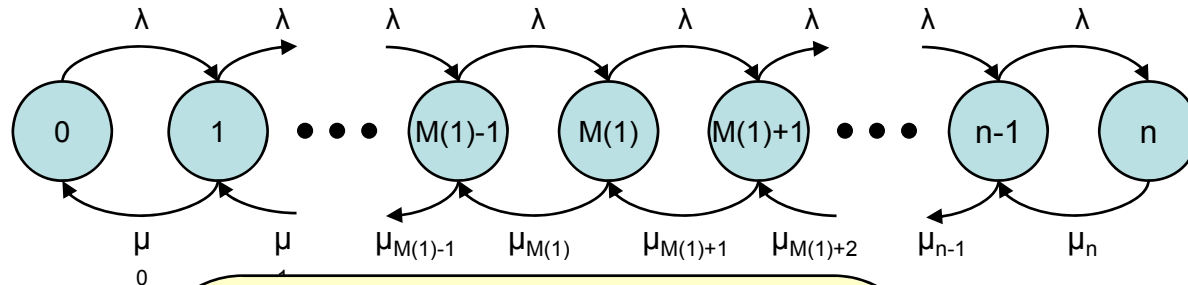 λ λ λ λ λ λ λ
0 1 M(1)-1 M(1) M(1)+1 n-1 n
μ μ μM(1)-1 μM(1) μM(1)+1 μM(1)+2 μn-1 μn
0